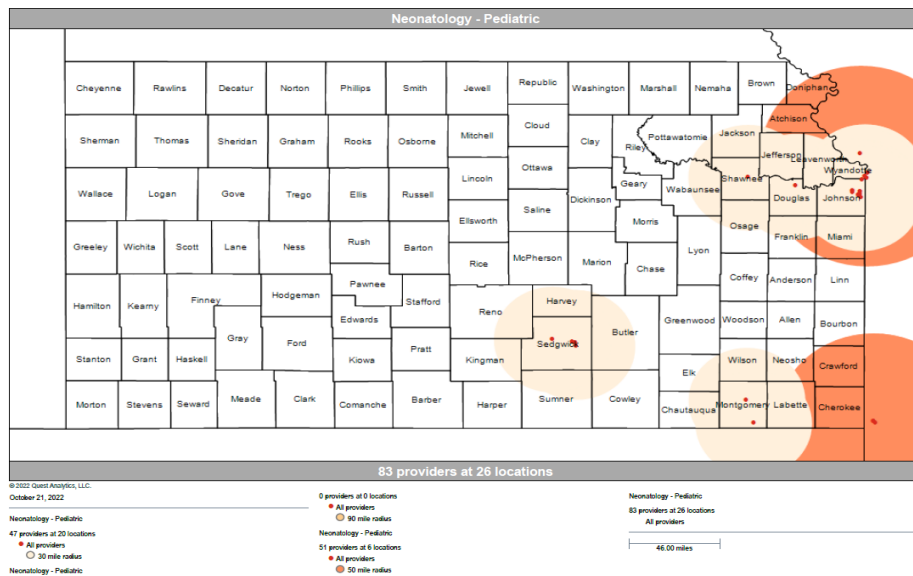 Neonatology - Pediatric
Cheyenne Rawlins Decatur Norton Phillips Smith Jewell Republic Washington Marshall Nemaha Brown Doniphan
Atchison
Sherman Thomas Sheridan Graham Rooks Osborne Mitchell Cloud Clay Riley Pottawatomie Jackson
Jefferson Leavenworth
Wyandotte
Wallace Logan Gove Trego Ellis Russell Lincoln Ottawa Geary Wabaunsee Shawnee Douglas Johnson
Dickinson
Saline
Morris
Ellsworth
Greeley Wichita Scott Lane Ness Rush Barton Rice McPherson Marion Chase Lyon Osage Franklin Miami
Pawnee
Coffey Anderson Linn
Hamilton Kearny Finney Hodgeman Stafford Reno Harvey
Edwards
Gray Ford Butler Greenwood Woodson Allen Bourbon
Stanton Grant Haskell Kiowa Pratt Kingman Sedgwick Elk Wilson Neosho Crawford
Morton Stevens Seward Meade Clark Comanche Barber Harper Sumner Cowley Chautauqua Montgomery Labette Cherokee
83 providers at 26 locations
© 2022 Quest Analytics, LLC.
October 21, 2022
Neonatology - Pediatric
47 providers at 20 locations
All providers
30 mile radius
Neonatology - Pediatric
0 providers at 0 locations
All providers
90 mile radius
Neonatology - Pediatric
51 providers at 6 locations
All providers
50 mile radius
Neonatology - Pediatric
83 providers at 26 locations
All providers
46.00 miles